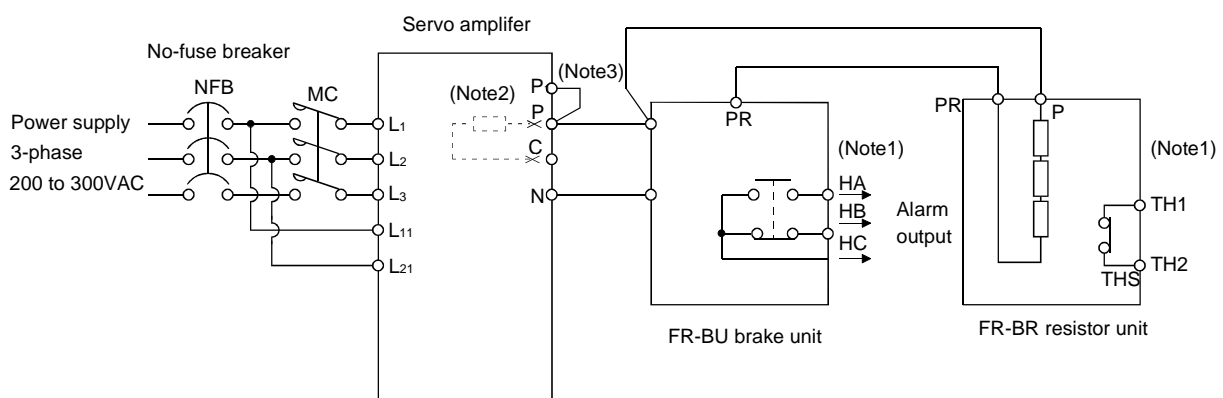 Servo amplifer
No-fuse breaker
NFB
MC
Power supply
3-phase
200 to 300VAC
L1
L2
L3
L11
L21
(Note2)
P1
(Note3)
P
C
N
PR
(Note1)
HA
HB
HC
Alarm
output
FR-BU brake unit
PR
P
(Note1)
TH1
TH2
THS
FR-BR resistor unit